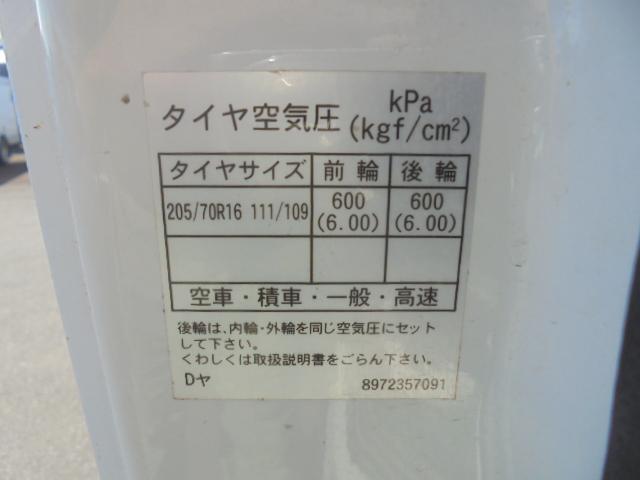 タイヤ空気圧 kPa (kgf/cm²)
タイヤサイズ 前輪 後輪
205/70R16 111/109 600 (6.00) 600 (6.00)
空車・積車・一般・高速
後輪は、内輪・外輪を同じ空気圧にセット
して下さい。
くわしくは取扱説明書をごらん下さい。
Dヤ 8972357091